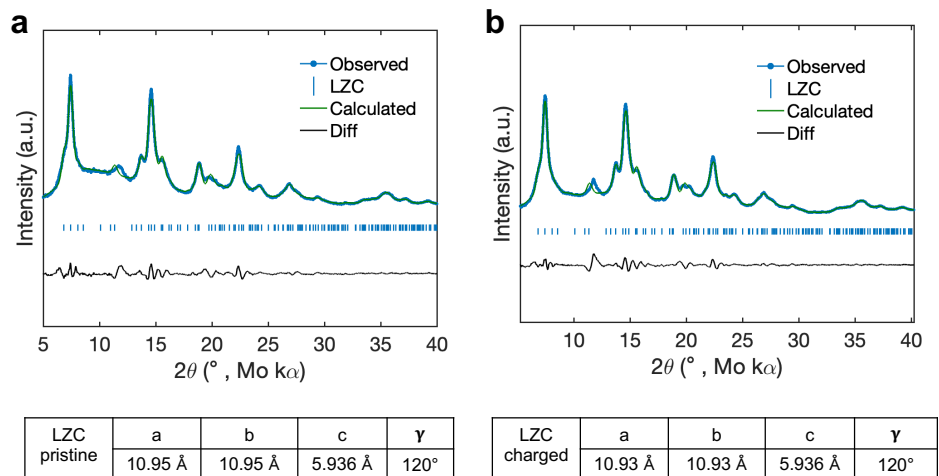 a
Intensity (a.u.)
Observed
LZC
Calculated
Diff
5 10 15 20 25 30 35 40
2θ (° , Mo kα)
LZC pristine a b c γ
10.95 Å 10.95 Å 5.936 Å 120°
b
Intensity (a.u.)
Observed
LZC
Calculated
Diff
10 15 20 25 30 35 40
2θ (° , Mo kα)
LZC charged a b c γ
10.93 Å 10.93 Å 5.936 Å 120°